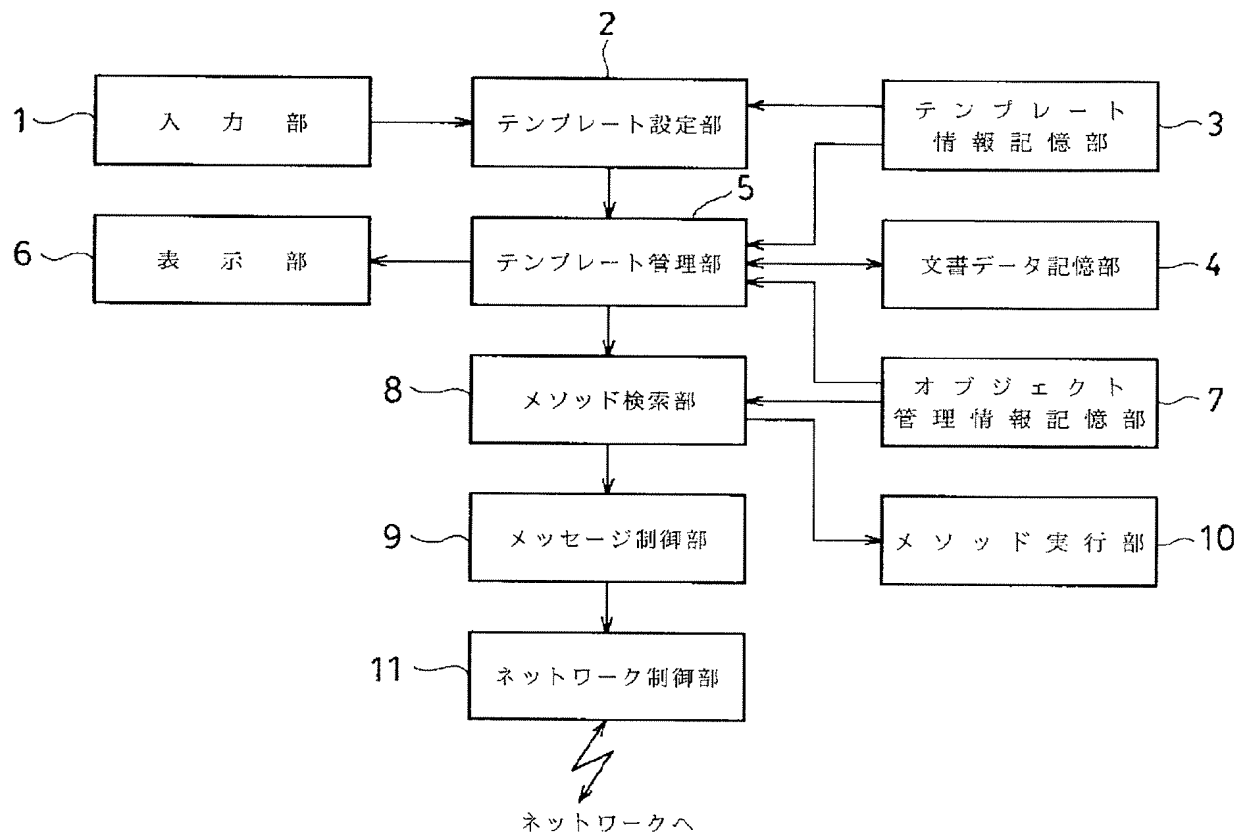 2
1
入力部
テンプレート設定部
テンプレート
情報記憶部
3
5
6
表示部
テンプレート管理部
文書データ記憶部
4
8
メソッド検索部
オブジェクト
管理情報記憶部
7
9
メッセージ制御部
メソッド実行部
10
11
ネットワーク制御部
ネットワークへ